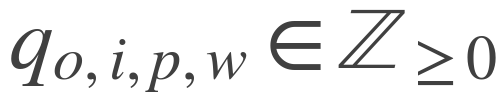 q_{o,i,p,w} ∈ ℤ_{≥0}